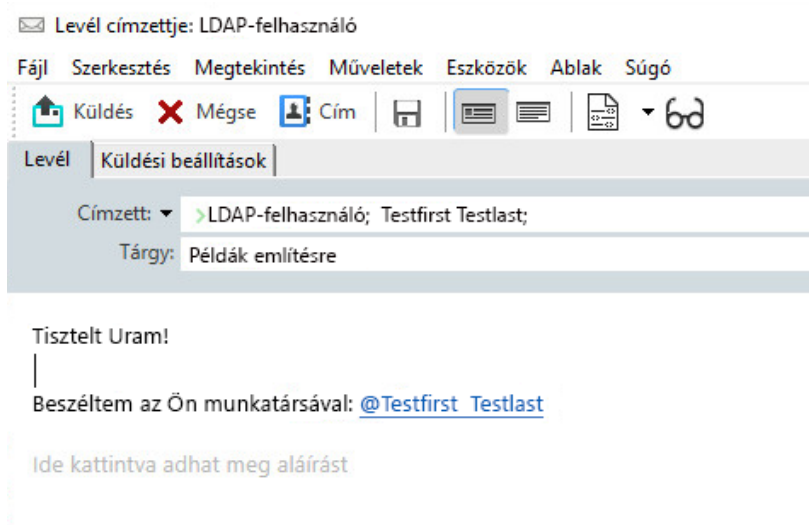 Levél címzettje: LDAP-felhasználó
Fájl Szerkesztés Megtekintés Műveletek Eszközök Ablak Súgó
Küldés Mégse Cím
Levél Küldési beállítások
Címzett: >LDAP-felhasználó; Testfirst Testlast;
Tárgy: Példák említésre
Tisztelt Uram!
Beszéltem az Ön munkatársával: @Testfirst Testlast
Ide kattintva adhat meg aláírást